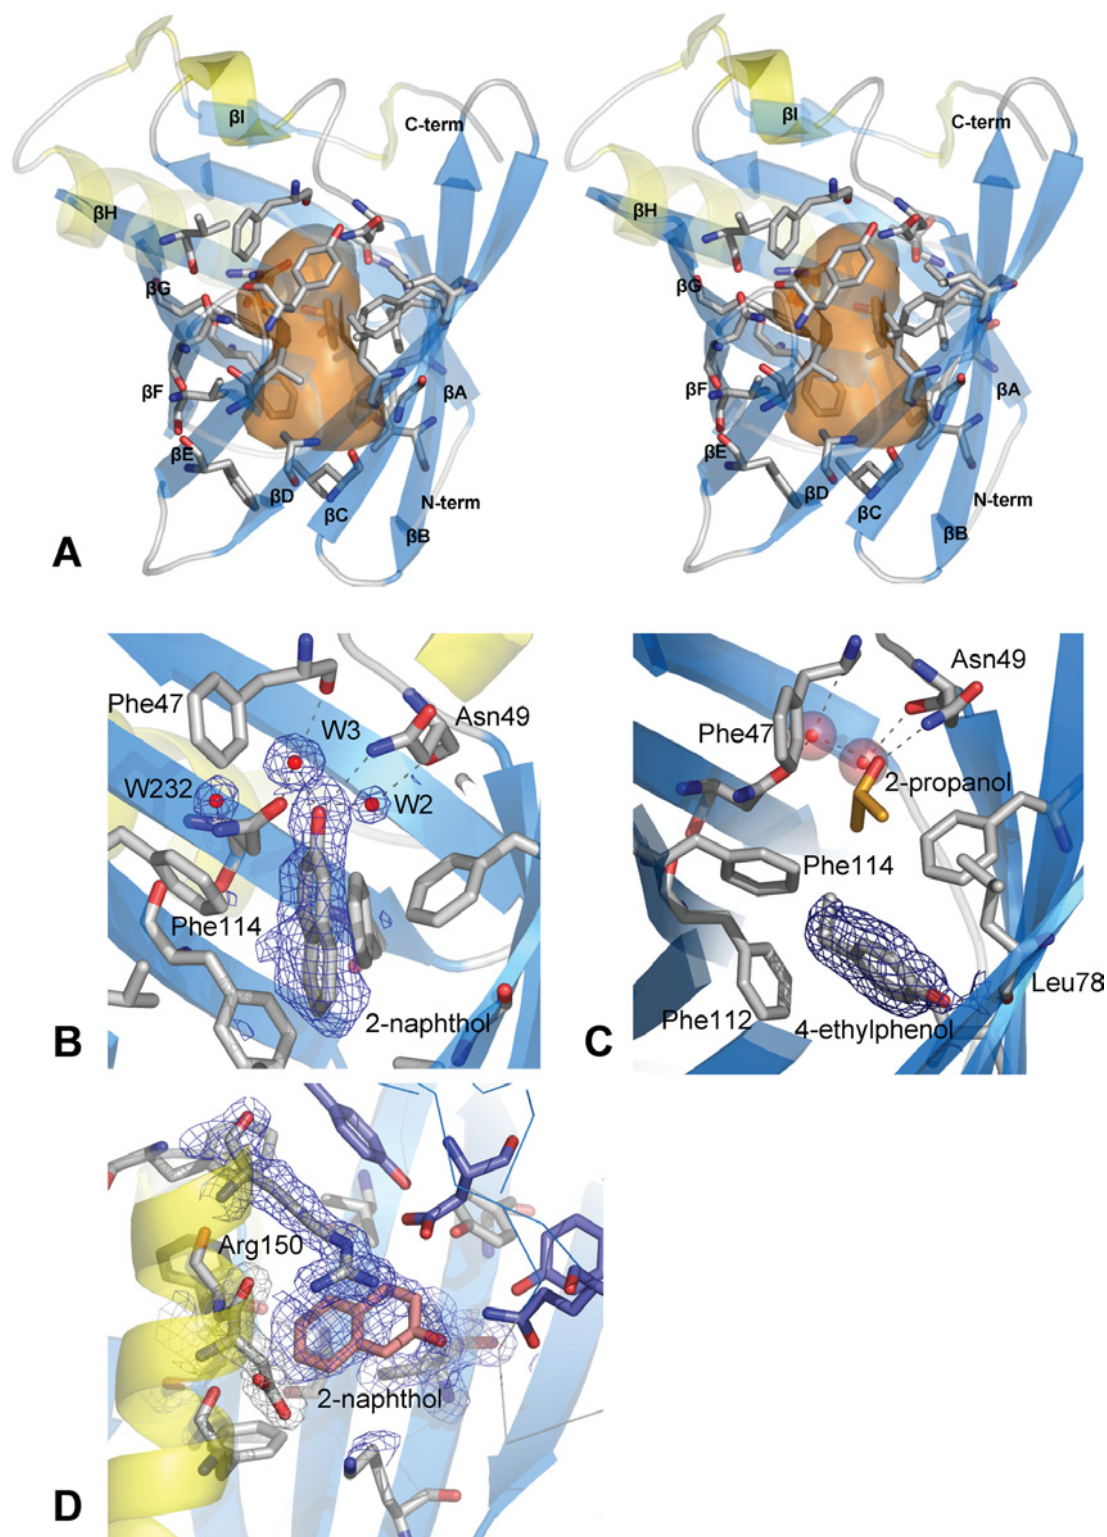 βI
C-term
βH
βG
βF
βA
βE
βD
N-term
βC
βB
A
βI
C-term
βH
βG
βF
βA
βE
βD
N-term
βC
βB
Phe47
W3
Asn49
W232
W2
Phe114
2-naphthol
B
Asn49
Phe47
2-propanol
Phe114
Leu78
Phe112
4-ethylphenol
C
Arg150
2-naphthol
D